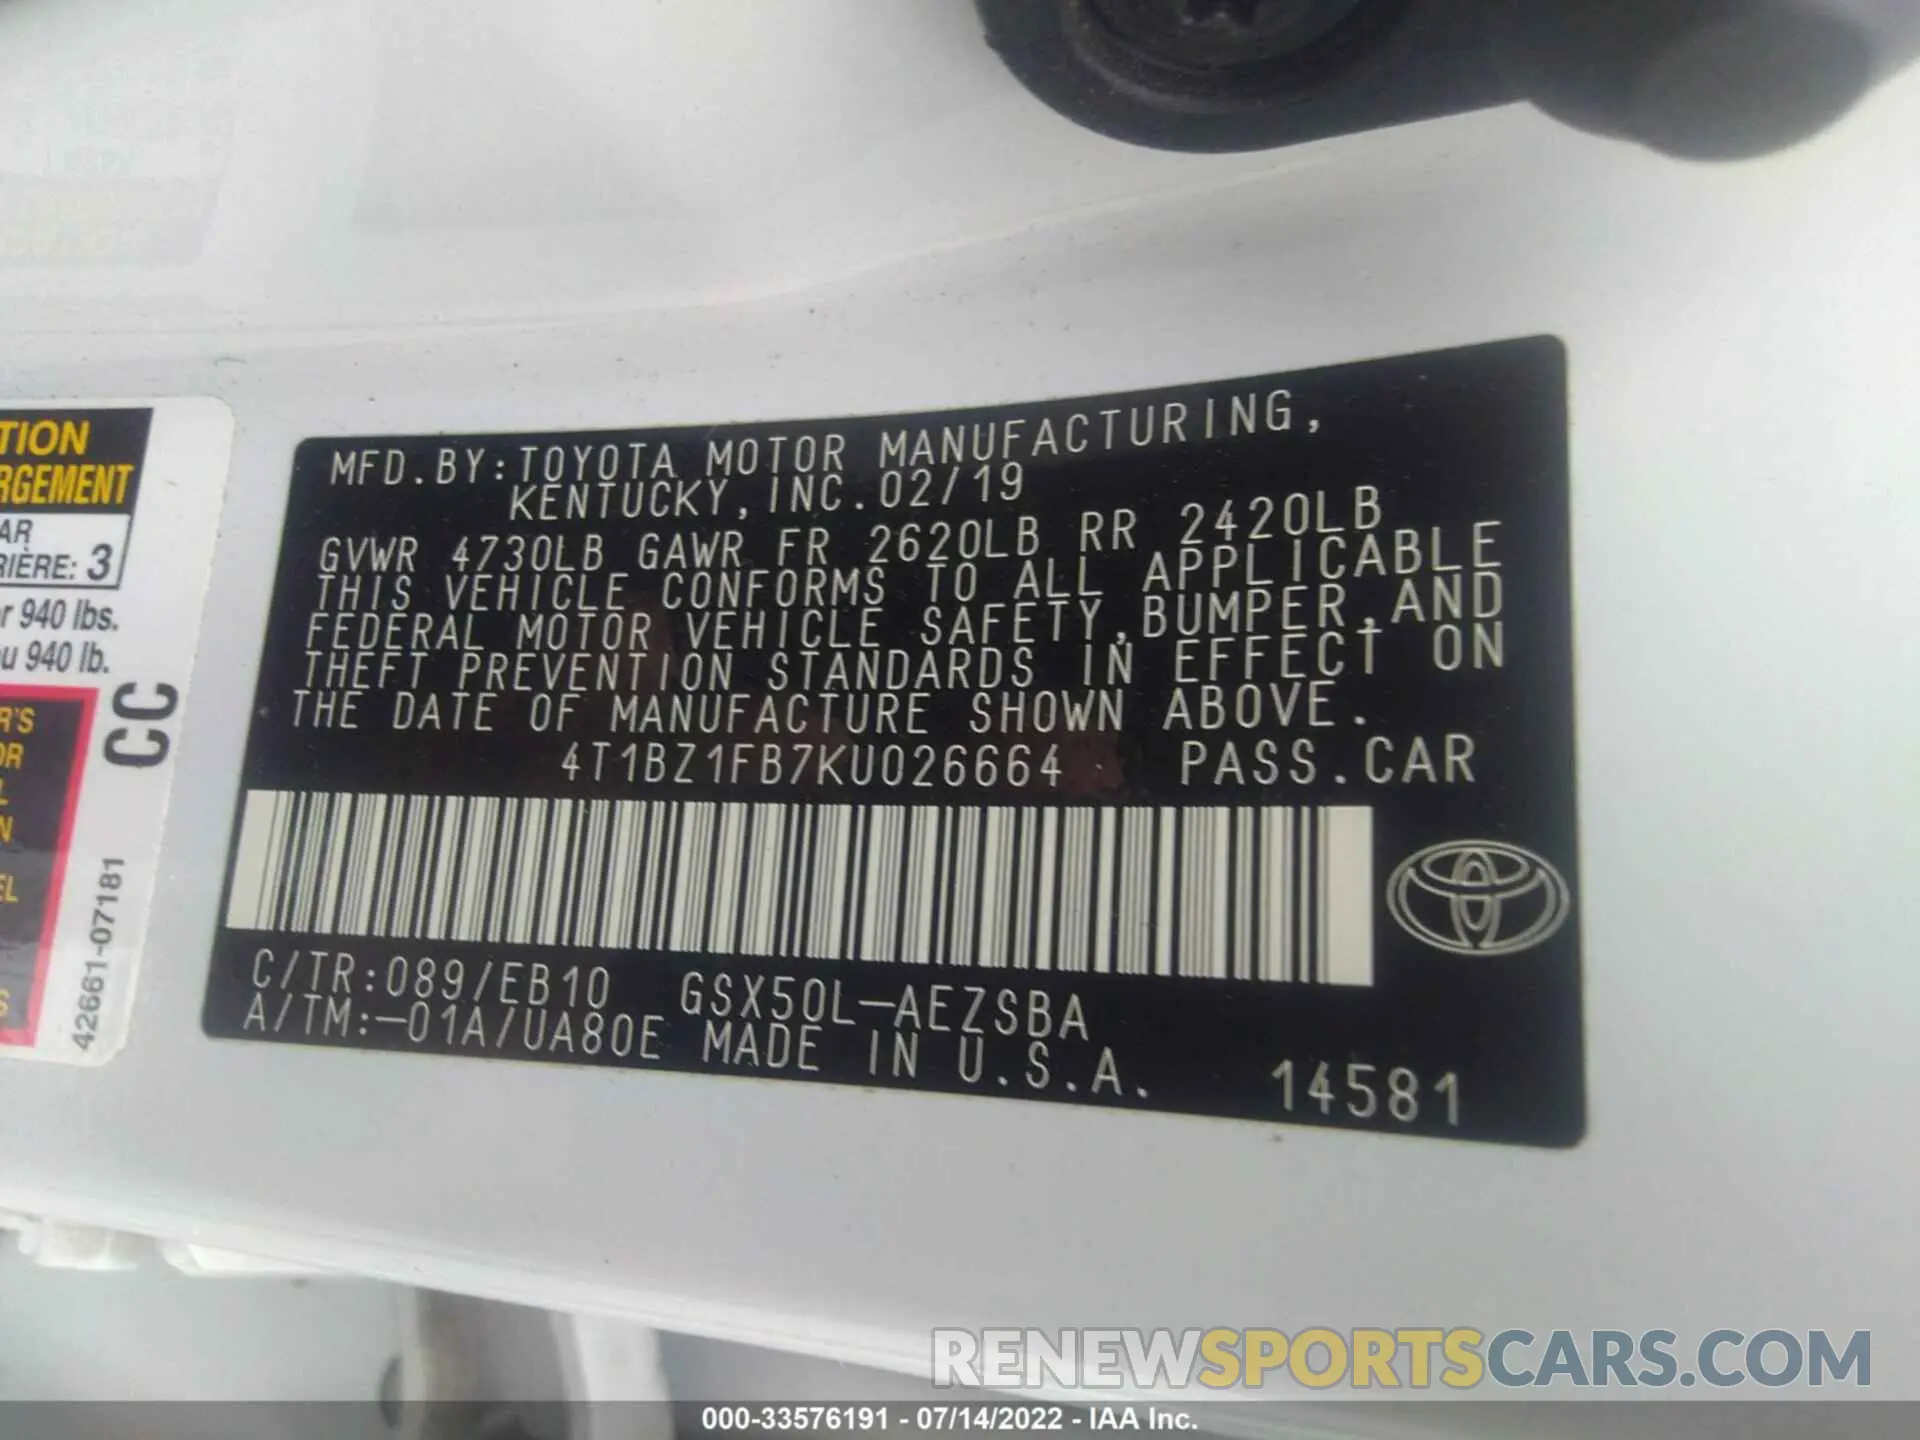 TION
RGEMENT
AR
RIÈRE: 3
r 940 lbs.
u 940 lb.
R'S
OR
L
N
EL
S
CC
42661-07181
MFD.BY:TOYOTA MOTOR MANUFACTURING,
KENTUCKY,INC.02/19
GVWR 4730LB GAWR FR 2620LB RR 2420LB
THIS VEHICLE CONFORMS TO ALL APPLICABLE
FEDERAL MOTOR VEHICLE SAFETY,BUMPER,AND
THEFT PREVENTION STANDARDS IN EFFECT ON
THE DATE OF MANUFACTURE SHOWN ABOVE.
4T1BZ1FB7KU026664 PASS.CAR
C/TR:089/EB10 GSX50L-AEZSBA
A/TM:-01A/UA80E MADE IN U.S.A. 14581
RENEWSPORTSCARS.COM
000-33576191 - 07/14/2022 - IAA Inc.